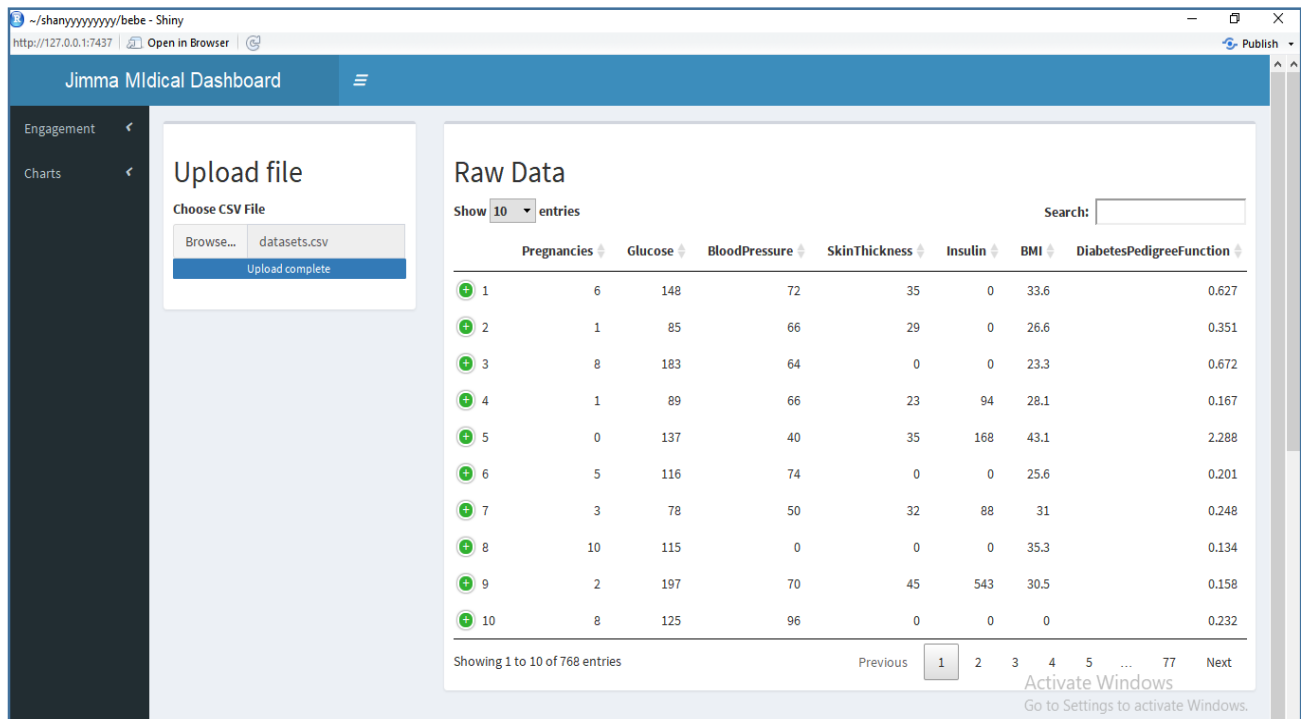 ~/shanyyyyyyyyy/bebe - Shiny
http://127.0.0.1:7437 Open in Browser Publish
Jimma MIdical Dashboard
Engagement
Charts
Upload file
Choose CSV File
Browse... datasets.csv
Upload complete
Raw Data
Show 10 entries Search:
Pregnancies Glucose BloodPressure SkinThickness Insulin BMI DiabetesPedigreeFunction
1 6 148 72 35 0 33.6 0.627
2 1 85 66 29 0 26.6 0.351
3 8 183 64 0 0 23.3 0.672
4 1 89 66 23 94 28.1 0.167
5 0 137 40 35 168 43.1 2.288
6 5 116 74 0 0 25.6 0.201
7 3 78 50 32 88 31 0.248
8 10 115 0 0 0 35.3 0.134
9 2 197 70 45 543 30.5 0.158
10 8 125 96 0 0 0 0.232
Showing 1 to 10 of 768 entries Previous 1 2 3 4 5 ... 77 Next
Activate Windows
Go to Settings to activate Windows.